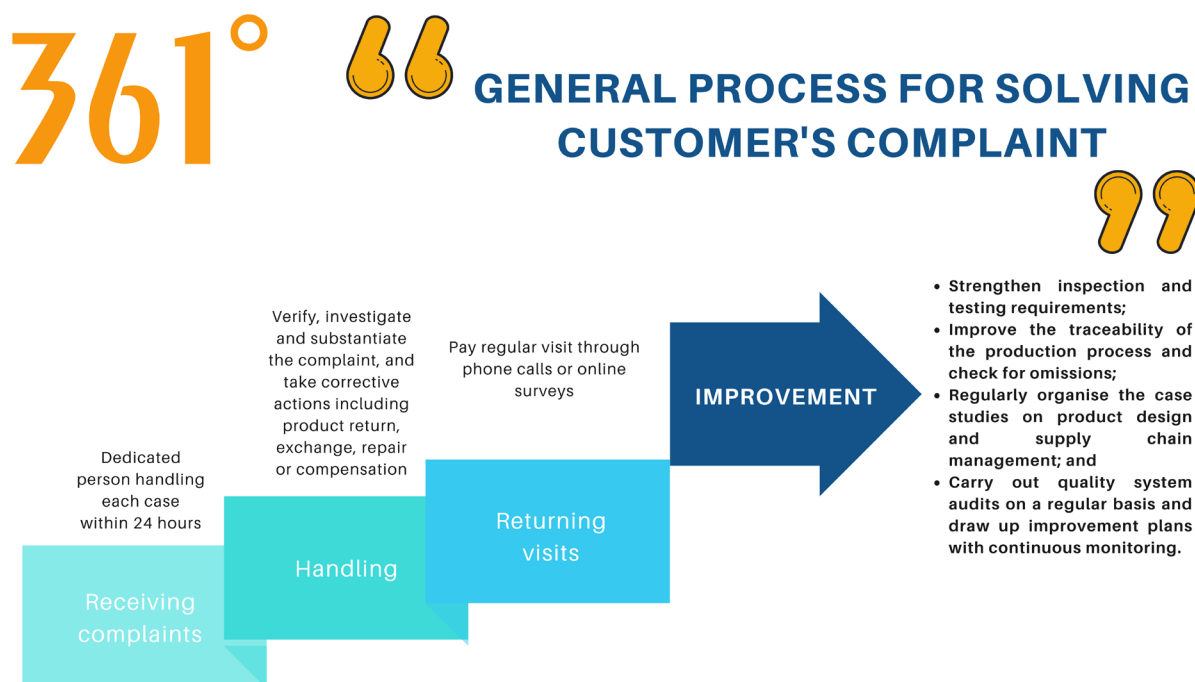 361°
GENERAL PROCESS FOR SOLVING
CUSTOMER'S COMPLAINT
Dedicated
person handling
each case
within 24 hours
Receiving
complaints
Verify, investigate
and substantiate
the complaint, and
take corrective
actions including
product return,
exchange, repair
or compensation
Handling
Pay regular visit through
phone calls or online
surveys
Returning
visits
IMPROVEMENT
• Strengthen inspection and
testing requirements;
• Improve the traceability of
the production process and
check for omissions;
• Regularly organise the case
studies on product design
and supply chain
management; and
• Carry out quality system
audits on a regular basis and
draw up improvement plans
with continuous monitoring.